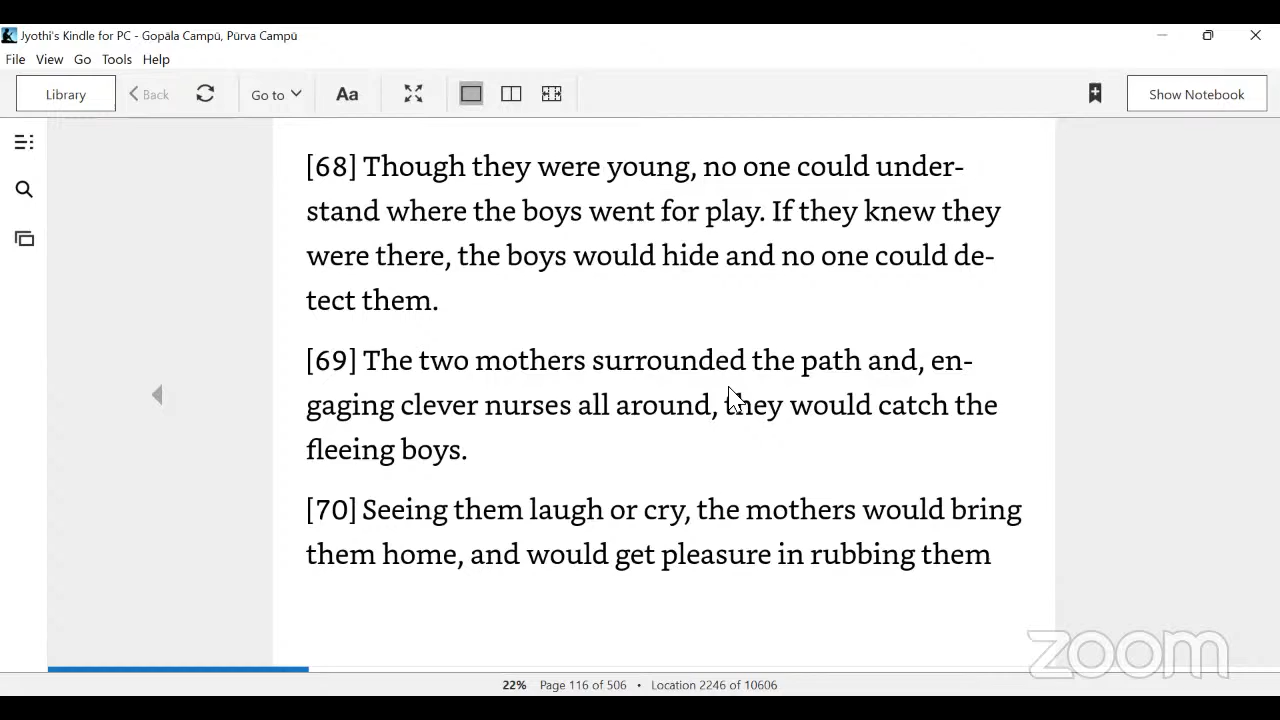 Jyothi's Kindle for PC - Gopāla Campū, Pūrva Campū
File View Go Tools Help
Library Back Go to Aa Show Notebook
[68] Though they were young, no one could under-
stand where the boys went for play. If they knew they
were there, the boys would hide and no one could de-
tect them.
[69] The two mothers surrounded the path and, en-
gaging clever nurses all around, they would catch the
fleeing boys.
[70] Seeing them laugh or cry, the mothers would bring
them home, and would get pleasure in rubbing them
zoom
22% Page 116 of 506 • Location 2246 of 10606